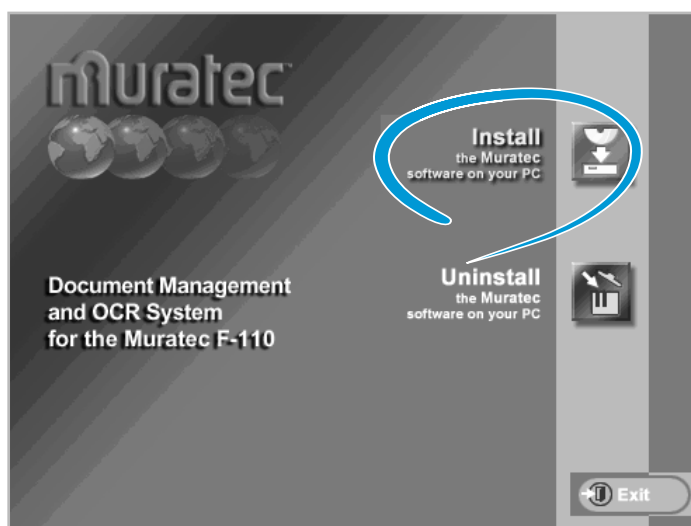 muratec
Install
the Muratec
software on your PC
Document Management
and OCR System
for the Muratec F-110
Uninstall
the Muratec
software on your PC
Exit